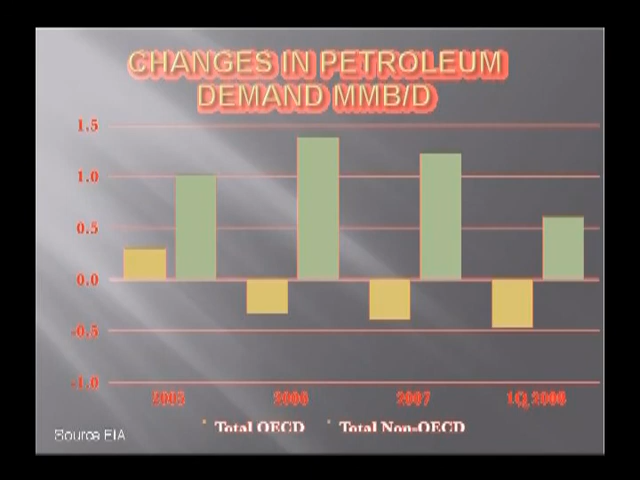 CHANGES IN PETROLEUM
DEMAND MMB/D
1.5
1.0
0.5
0.0
-0.5
-1.0
2005 2006 2007 1Q 2008
Total OECD Total Non-OECD
Source EIA